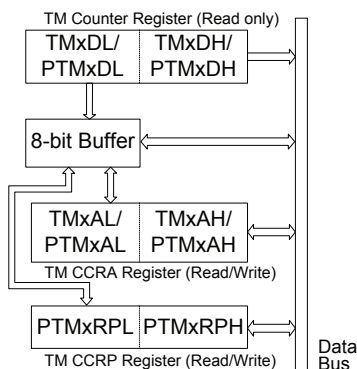 TM Counter Register (Read only)
TMxDL/ TMxDH/
PTMxDL PTMxDH
8-bit Buffer
TMxAL/ TMxAH/
PTMxAL PTMxAH
TM CCRA Register (Read/Write)
PTMxRPL PTMxRPH
TM CCRP Register (Read/Write)
Data
Bus